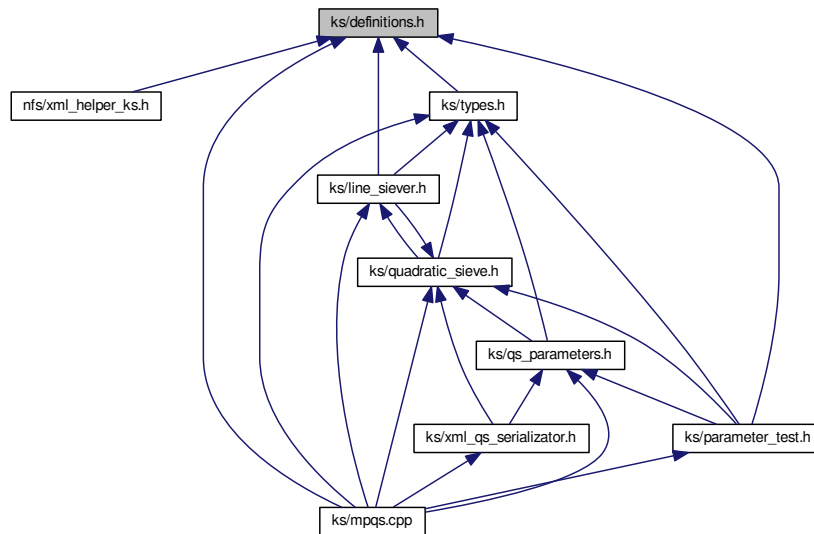 ks/definitions.h
nfs/xml_helper_ks.h
ks/types.h
ks/line_siever.h
ks/quadratic_sieve.h
ks/qs_parameters.h
ks/xml_qs_serializator.h
ks/parameter_test.h
ks/mpqs.cpp